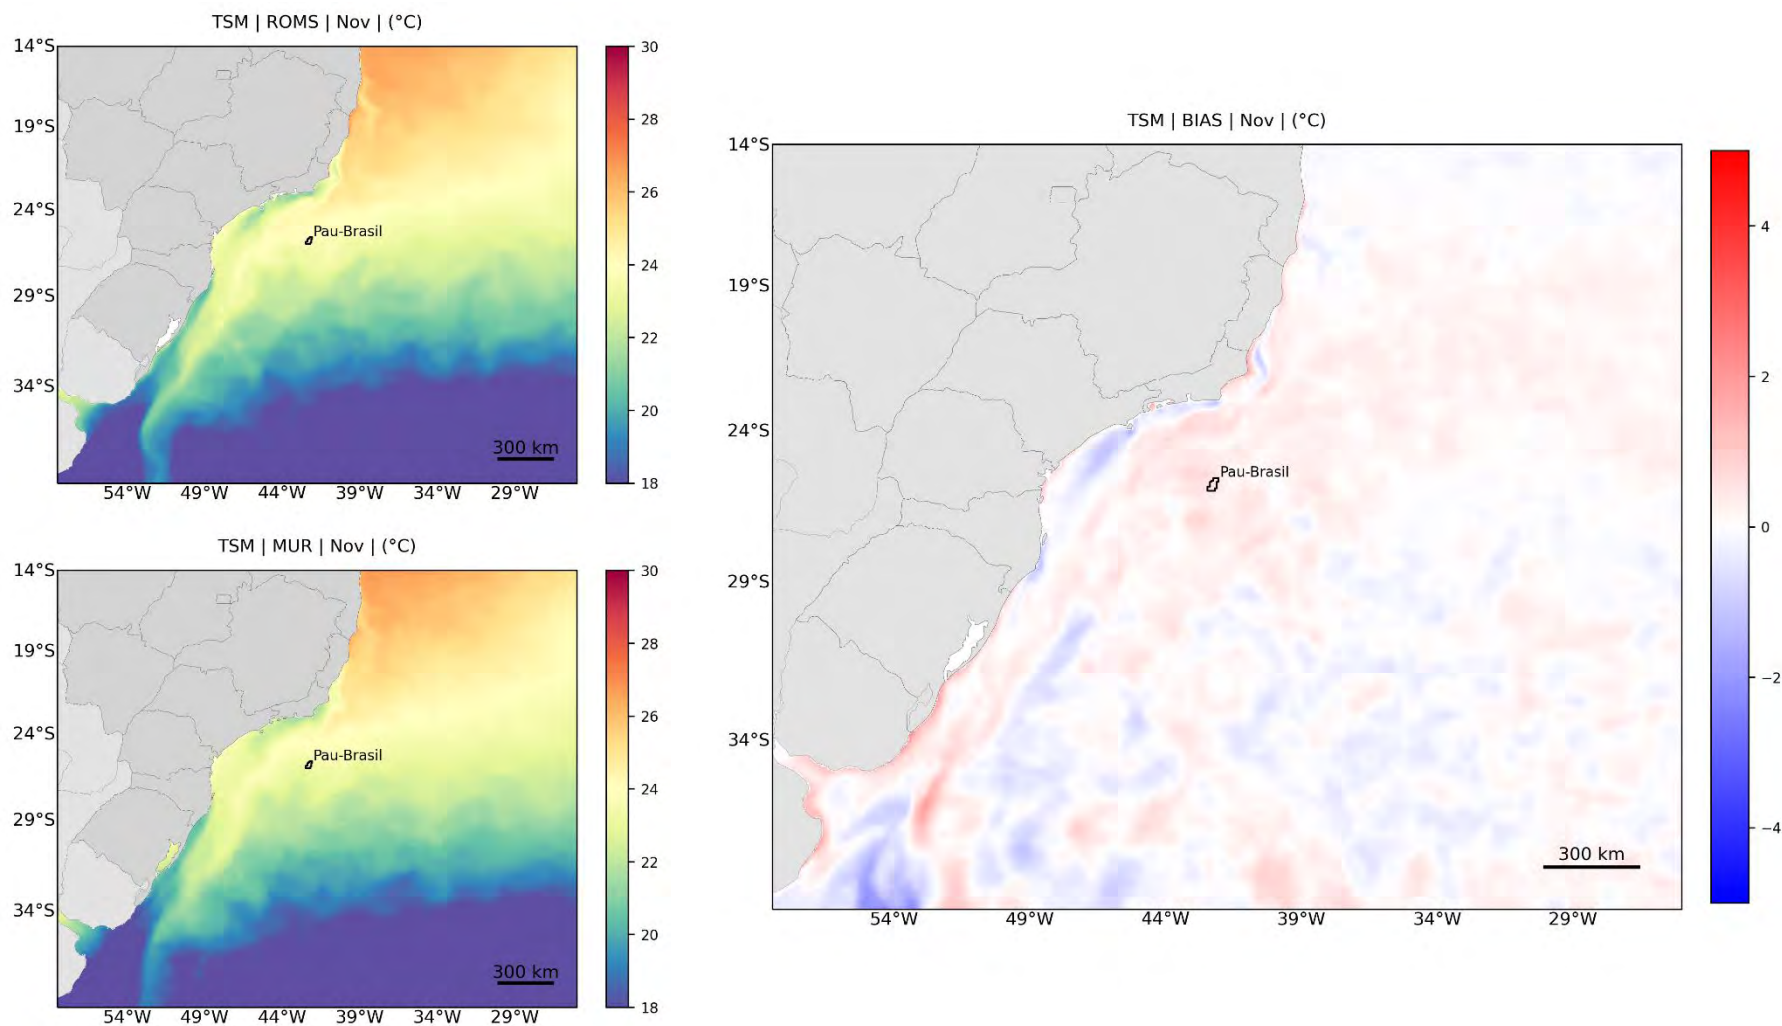 TSM | ROMS | Nov | (°C)
14°S
19°S
24°S
29°S
34°S
Pau-Brasil
300 km
54°W 49°W 44°W 39°W 34°W 29°W
30
28
26
24
22
20
18
TSM | MUR | Nov | (°C)
14°S
19°S
24°S
29°S
34°S
Pau-Brasil
300 km
54°W 49°W 44°W 39°W 34°W 29°W
30
28
26
24
22
20
18
TSM | BIAS | Nov | (°C)
14°S
19°S
24°S
29°S
34°S
Pau-Brasil
300 km
54°W 49°W 44°W 39°W 34°W 29°W
4
2
0
−2
−4